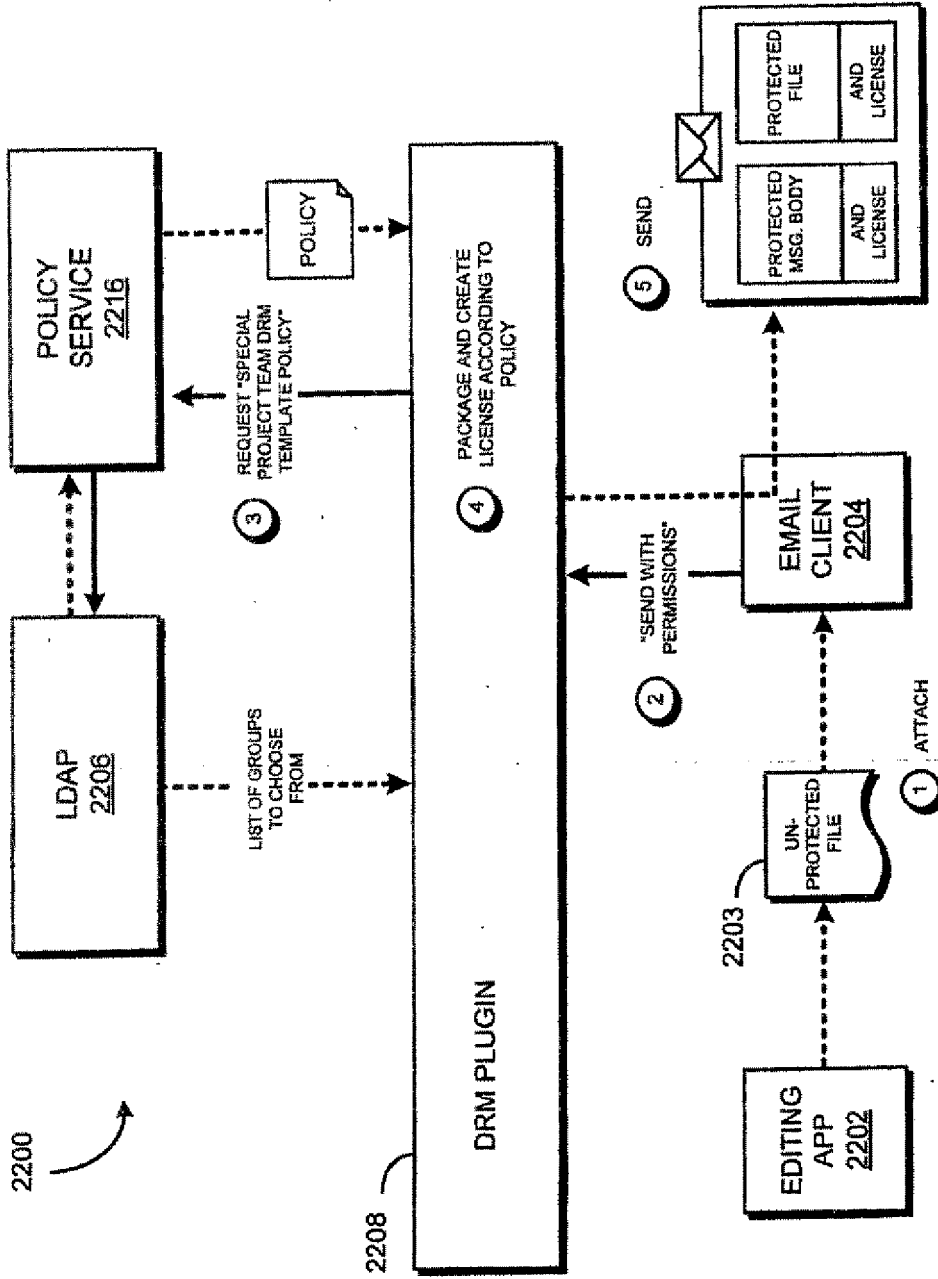 2200
LDAP
2206
POLICY
SERVICE
2216
LIST OF GROUPS
TO CHOOSE
FROM
3
REQUEST "SPECIAL
PROJECT TEAM DRM
TEMPLATE POLICY"
POLICY
2208
DRM PLUGIN
4
PACKAGE AND CREATE
LICENSE ACCORDING TO
POLICY
2
"SEND WITH
PERMISSIONS"
5
SEND
EDITING
APP
2202
2203
UN-
PROTECTED
FILE
1
ATTACH
EMAIL
CLIENT
2204
PROTECTED
MSG. BODY
AND
LICENSE
PROTECTED
FILE
AND
LICENSE